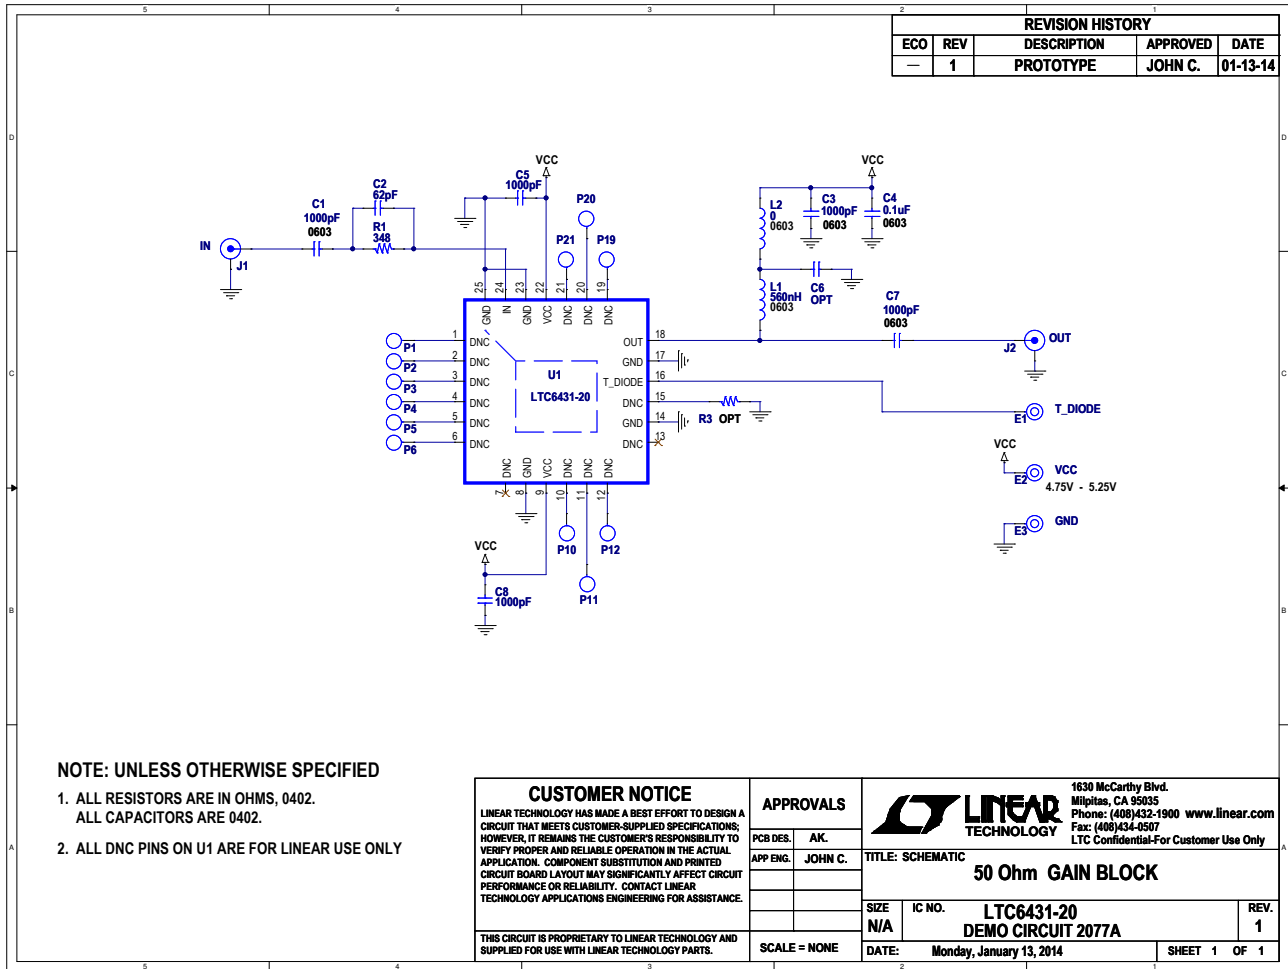 5 4 3 2 1
REVISION HISTORY
ECO REV DESCRIPTION APPROVED DATE
— 1 PROTOTYPE JOHN C. 01-13-14
D D
VCC VCC
C5
1000pF
C2
62pF
P20
C1
1000pF
0603
R1
348
L2
0
0603
C3
1000pF
0603
C4
0.1uF
0603
IN
J1
P21 P19
C6
OPT
L1
560nH
0603
C7
1000pF
0603
25 24 23 22 21 20 19
GND IN GND VCC DNC DNC DNC
P1 1 DNC
P2 2 DNC
P3 3 DNC
P4 4 DNC
P5 5 DNC
P6 6 DNC
U1
LTC6431-20
OUT 18
GND 17
T_DIODE 16
DNC 15
GND 14
DNC 13
R3 OPT
J2 OUT
E1 T_DIODE
VCC
E2 VCC
4.75V - 5.25V
E3 GND
C C
DNC GND VCC DNC DNC DNC
7 8 9 10 11 12
P10 P12
P11
VCC
C8
1000pF
B B
NOTE: UNLESS OTHERWISE SPECIFIED
1. ALL RESISTORS ARE IN OHMS, 0402.
ALL CAPACITORS ARE 0402.
2. ALL DNC PINS ON U1 ARE FOR LINEAR USE ONLY
A A
CUSTOMER NOTICE
LINEAR TECHNOLOGY HAS MADE A BEST EFFORT TO DESIGN A
CIRCUIT THAT MEETS CUSTOMER-SUPPLIED SPECIFICATIONS;
HOWEVER, IT REMAINS THE CUSTOMER'S RESPONSIBILITY TO
VERIFY PROPER AND RELIABLE OPERATION IN THE ACTUAL
APPLICATION. COMPONENT SUBSTITUTION AND PRINTED
CIRCUIT BOARD LAYOUT MAY SIGNIFICANTLY AFFECT CIRCUIT
PERFORMANCE OR RELIABILITY. CONTACT LINEAR
TECHNOLOGY APPLICATIONS ENGINEERING FOR ASSISTANCE.
THIS CIRCUIT IS PROPRIETARY TO LINEAR TECHNOLOGY AND
SUPPLIED FOR USE WITH LINEAR TECHNOLOGY PARTS.
APPROVALS
PCB DES. AK.
APP ENG. JOHN C.
SCALE = NONE
LINEAR
TECHNOLOGY
1630 McCarthy Blvd.
Milpitas, CA 95035
Phone: (408)432-1900 www.linear.com
Fax: (408)434-0507
LTC Confidential-For Customer Use Only
TITLE: SCHEMATIC
50 Ohm GAIN BLOCK
SIZE
N/A
IC NO.
LTC6431-20
DEMO CIRCUIT 2077A
REV.
1
DATE: Monday, January 13, 2014
SHEET 1 OF 1
5 4 3 2 1